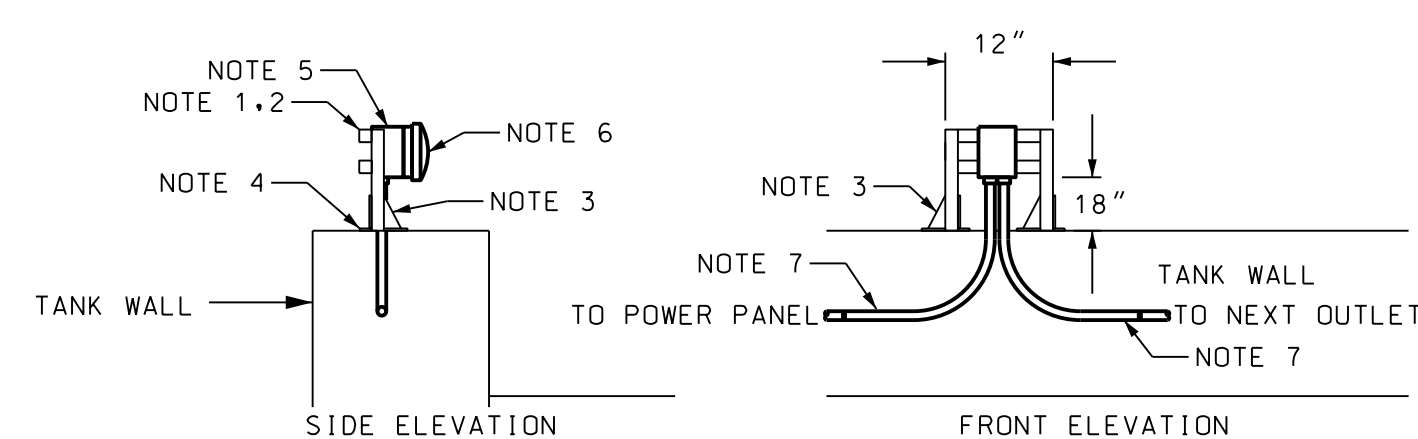 NOTE 5
NOTE 1,2
NOTE 6
NOTE 4
NOTE 3
TANK WALL
SIDE ELEVATION
12"
NOTE 3
18"
NOTE 7
TANK WALL
TO POWER PANEL
TO NEXT OUTLET
NOTE 7
FRONT ELEVATION